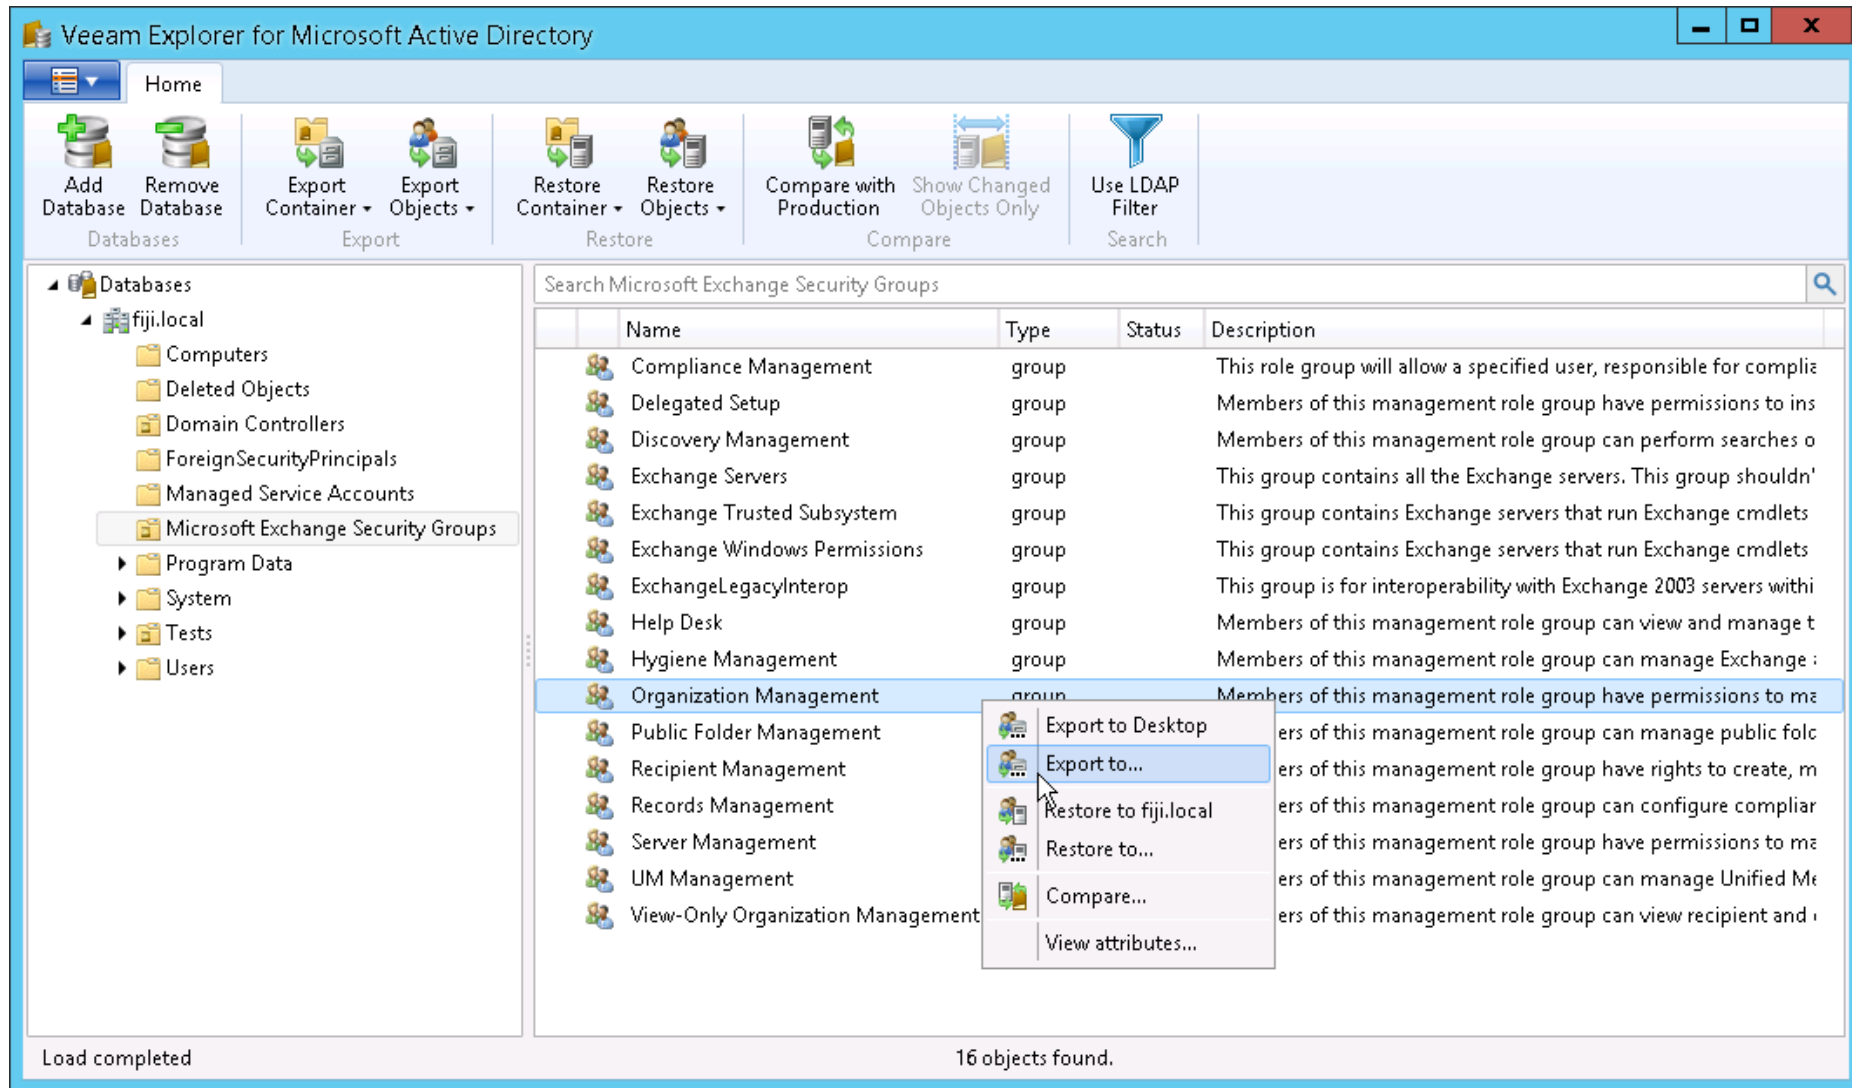 Veeam Explorer for Microsoft Active Directory
Home
Add Database
Remove Database
Export Container
Export Objects
Restore Container
Restore Objects
Compare with Production
Show Changed Objects Only
Use LDAP Filter
Databases
Export
Restore
Compare
Search
Databases
fiji.local
Computers
Deleted Objects
Domain Controllers
ForeignSecurityPrincipals
Managed Service Accounts
Microsoft Exchange Security Groups
Program Data
System
Tests
Users
Search Microsoft Exchange Security Groups
Name Type Status Description
Compliance Management group This role group will allow a specified user, responsible for
Delegated Setup group Members of this management role group have permissions to
Discovery Management group Members of this management role group can perform searches
Exchange Servers group This group contains all the Exchange servers. This group shouldn'
Exchange Trusted Subsystem group This group contains Exchange servers that run Exchange cmdlets
Exchange Windows Permissions group This group contains Exchange servers that run Exchange cmdlets
ExchangeLegacyInterop group This group is for interoperability with Exchange 2003 servers
Help Desk group Members of this management role group can view and manage
Hygiene Management group Members of this management role group can manage Exchange
Organization Management group Members of this management role group have permissions to
Public Folder Management ers of this management role group can manage public
Recipient Management ers of this management role group have rights to create,
Records Management ers of this management role group can configure
Server Management ers of this management role group have permissions to
UM Management ers of this management role group can manage Unified
View-Only Organization Management ers of this management role group can view recipient and
Export to Desktop
Export to...
Restore to fiji.local
Restore to...
Compare...
View attributes...
Load completed
16 objects found.